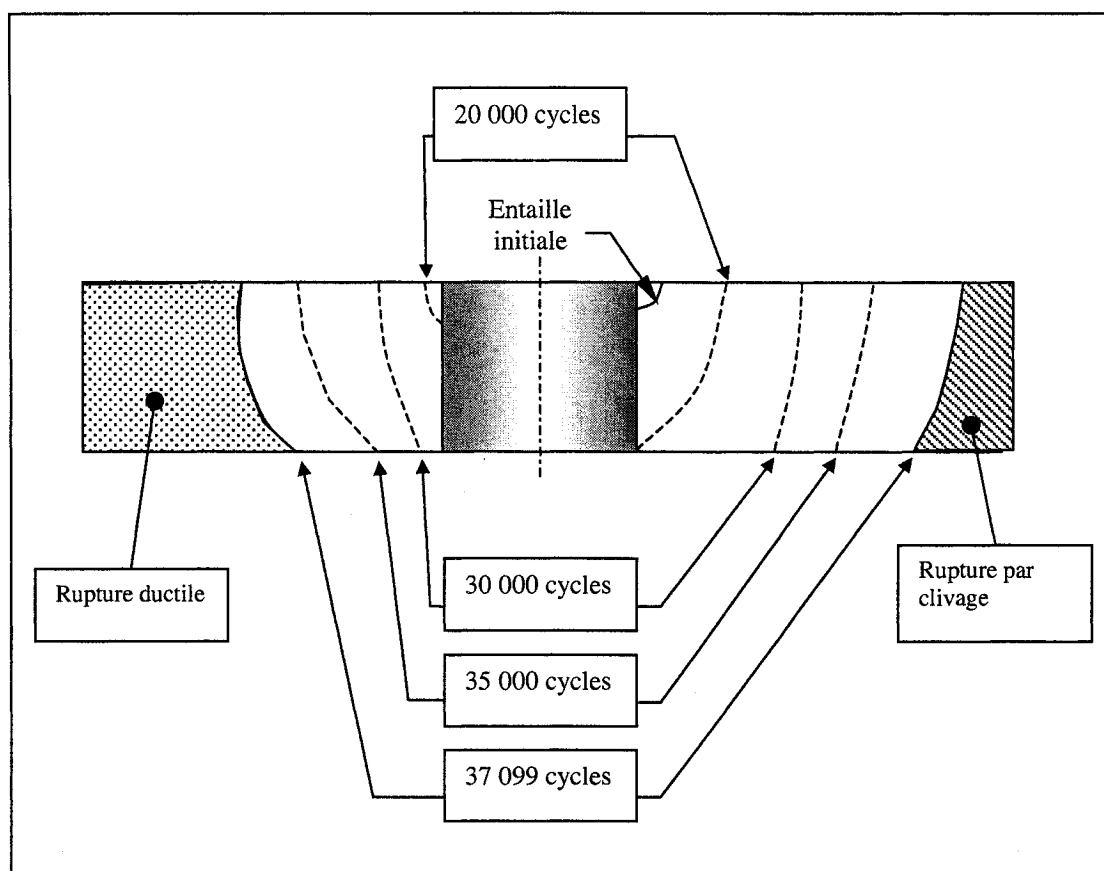 20 000 cycles
Entaille
initiale
Rupture ductile
Rupture par
clivage
30 000 cycles
35 000 cycles
37 099 cycles